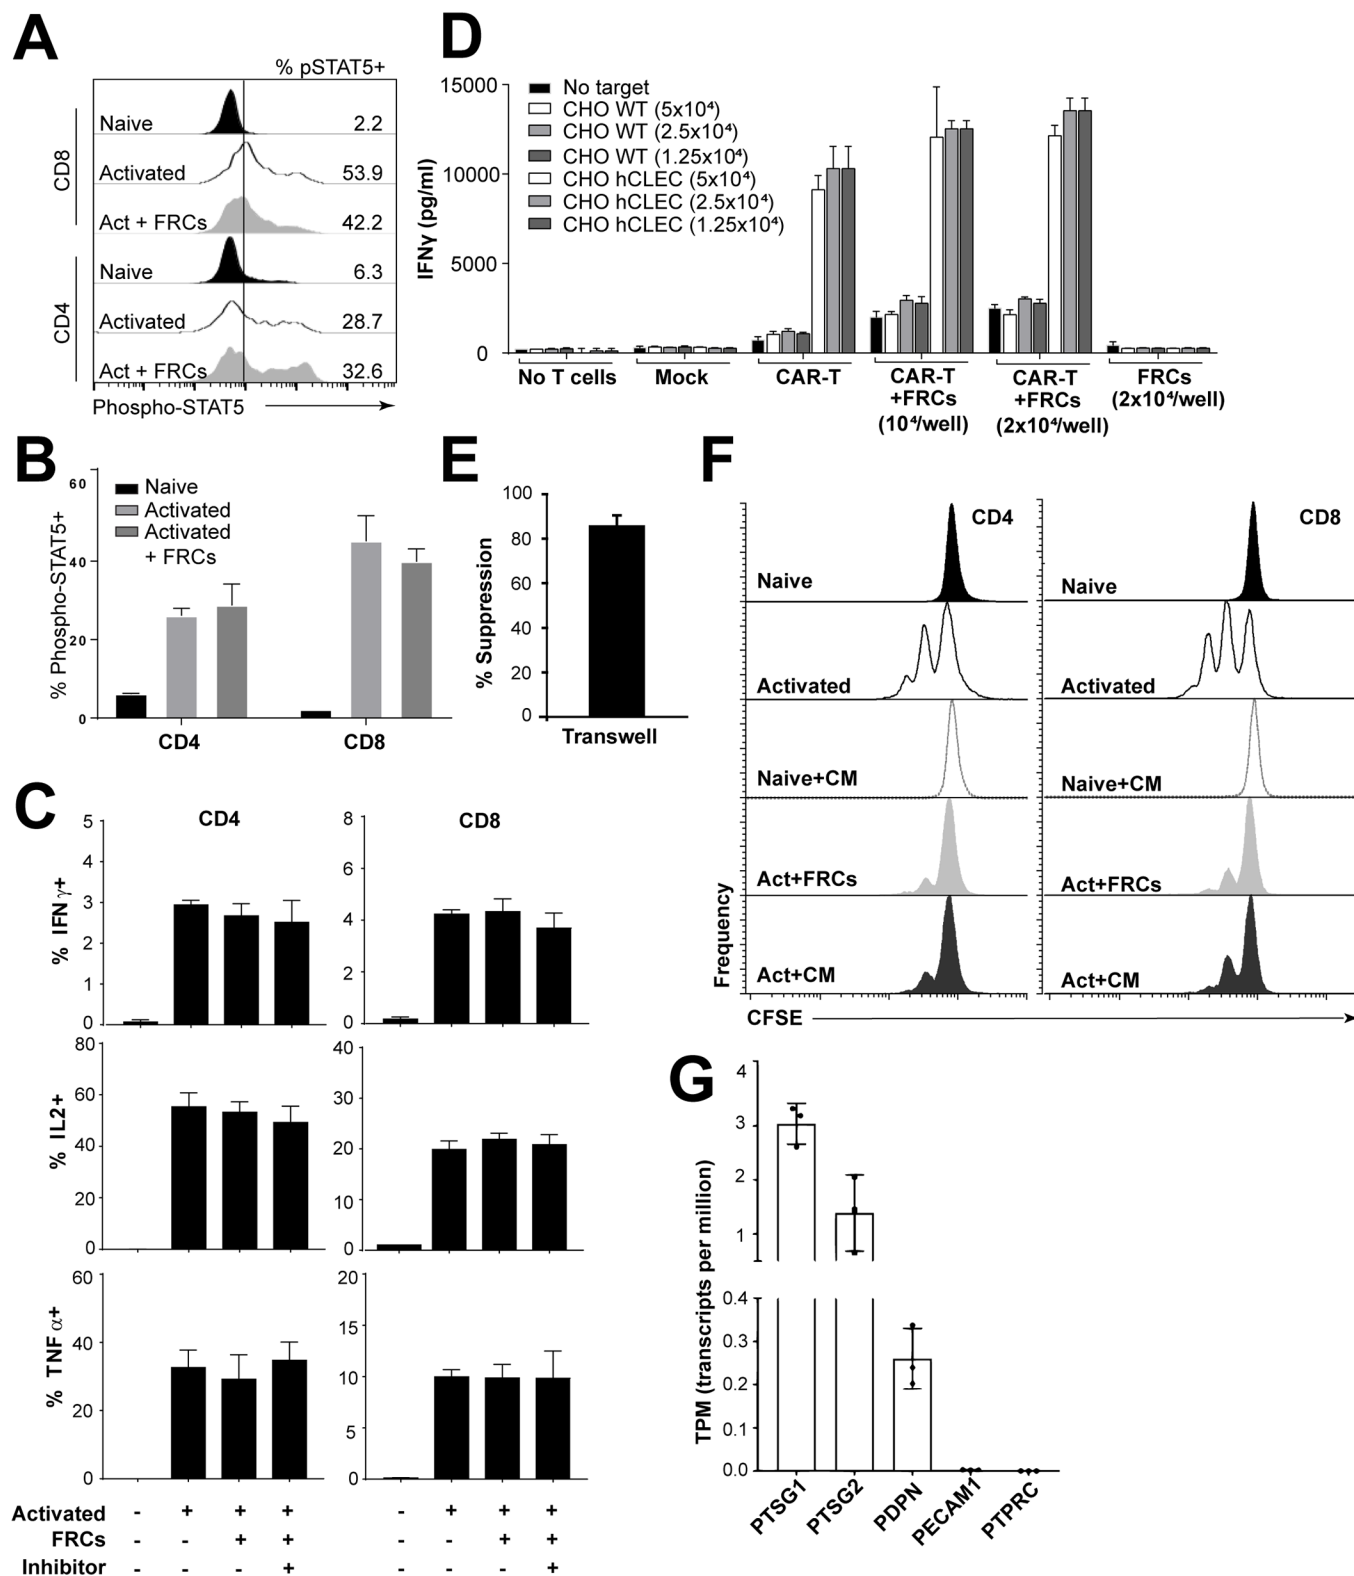 A
% pSTAT5+
CD8
Naive 2.2
Activated 53.9
Act + FRCs 42.2
CD4
Naive 6.3
Activated 28.7
Act + FRCs 32.6
Phospho-STAT5
B
% Phospho-STAT5+
60
40
20
0
Naive
Activated
Activated
+ FRCs
CD4 CD8
C
CD4
% IFNγ+
5
4
3
2
1
0
CD8
8
6
4
2
0
% IL2+
80
60
40
20
0
40
30
20
10
0
% TNFα+
60
40
20
0
20
15
10
5
0
Activated - + + + - + + +
FRCs - - + + - - + +
Inhibitor - - - + - - - +
D
IFNγ (pg/ml)
15000
10000
5000
0
No target
CHO WT (5x10⁴)
CHO WT (2.5x10⁴)
CHO WT (1.25x10⁴)
CHO hCLEC (5x10⁴)
CHO hCLEC (2.5x10⁴)
CHO hCLEC (1.25x10⁴)
No T cells
Mock
CAR-T
CAR-T
+FRCs
(10⁴/well)
CAR-T
+FRCs
(2x10⁴/well)
FRCs
(2x10⁴/well)
E
% Suppression
100
80
60
40
20
0
Transwell
F
Frequency
CD4
Naive
Activated
Naive+CM
Act+FRCs
Act+CM
CD8
Naive
Activated
Naive+CM
Act+FRCs
Act+CM
CFSE
G
TPM (transcripts per million)
4
3
2
1
0.4
0.3
0.2
0.1
0.0
PTSG1
PTSG2
PDPN
PECAM1
PTPRC